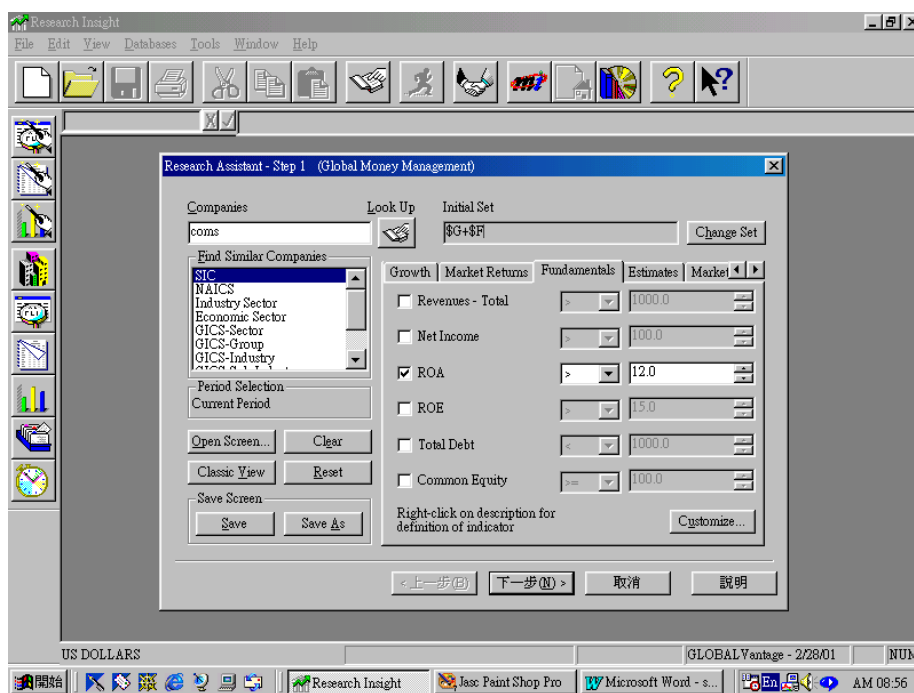 Research Insight
File Edit View Databases Tools Window Help
Research Assistant - Step 1 (Global Money Management)
Companies Look Up Initial Set
coms $G+$F Change Set
Find Similar Companies
SIC
NAICS
Industry Sector
Economic Sector
GICS-Sector
GICS-Group
GICS-Industry
Period Selection
Current Period
Open Screen... Clear
Classic View Reset
Save Screen
Save Save As
Growth Market Returns Fundamentals Estimates Market
Revenues - Total > 1000.0
Net Income > 100.0
ROA > 12.0
ROE > 15.0
Total Debt < 1000.0
Common Equity >= 100.0
Right-click on description for
definition of indicator
Customize...
<上一步(B) 下一步(N) > 取消 說明
US DOLLARS GLOBALVantage - 2/28/01 NUM
開始 Research Insight Jasc Paint Shop Pro Microsoft Word - s... En AM 08:56